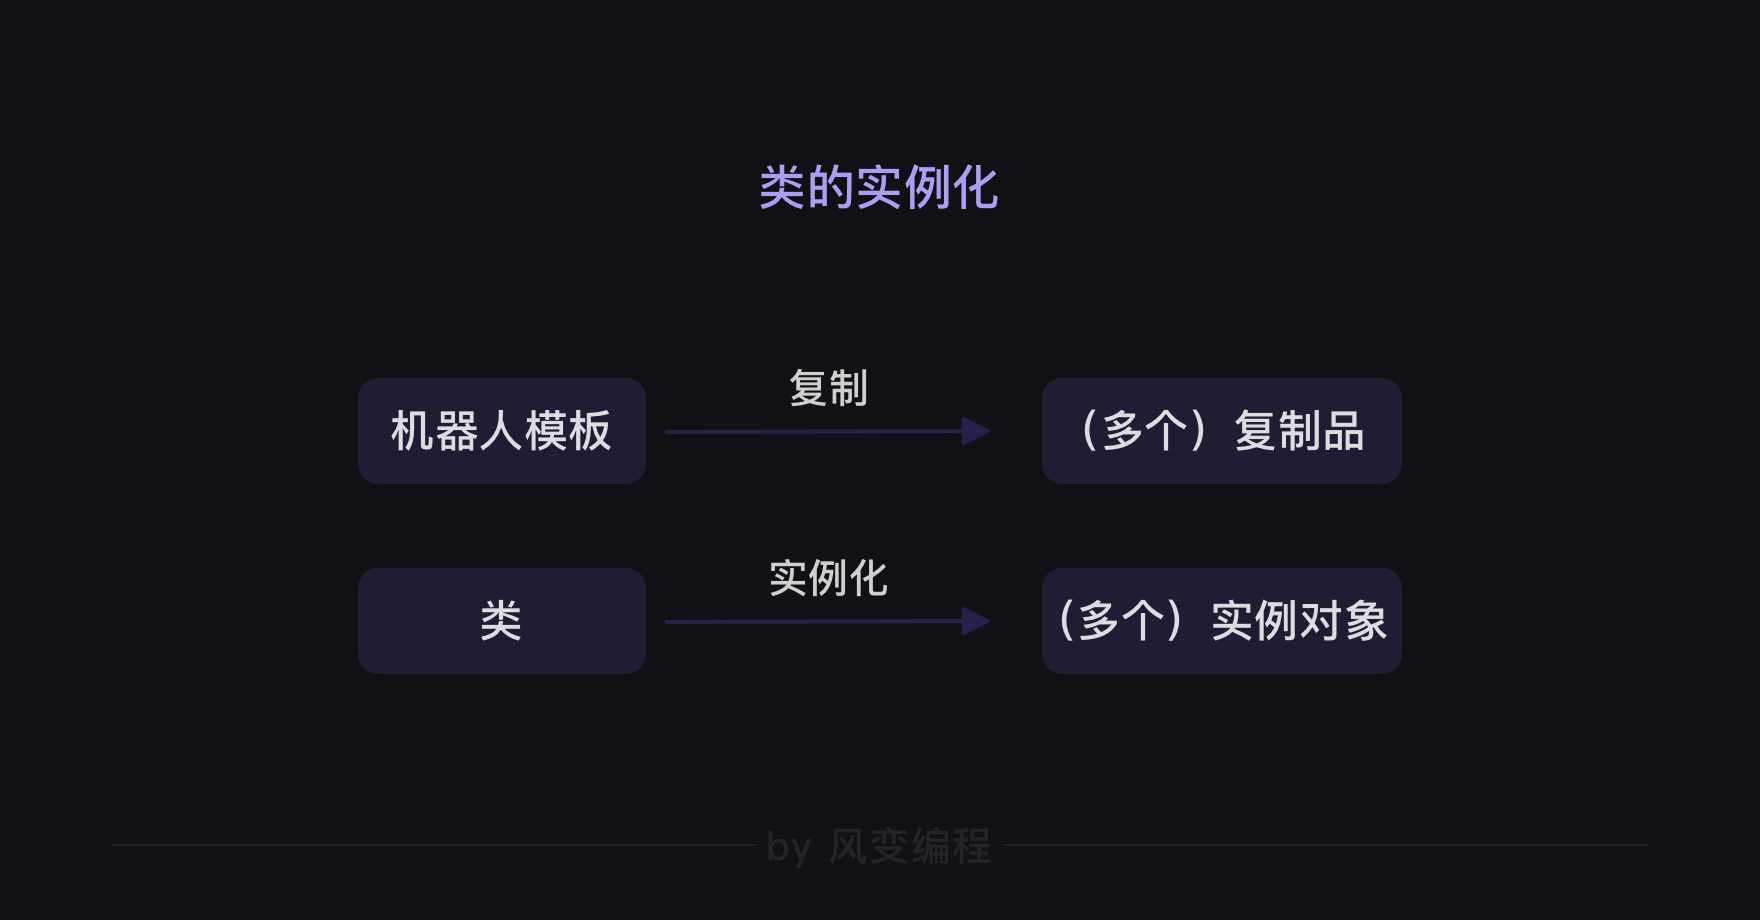 类的实例化
复制
机器人模板
（多个）复制品
实例化
类
（多个）实例对象
by 风变编程